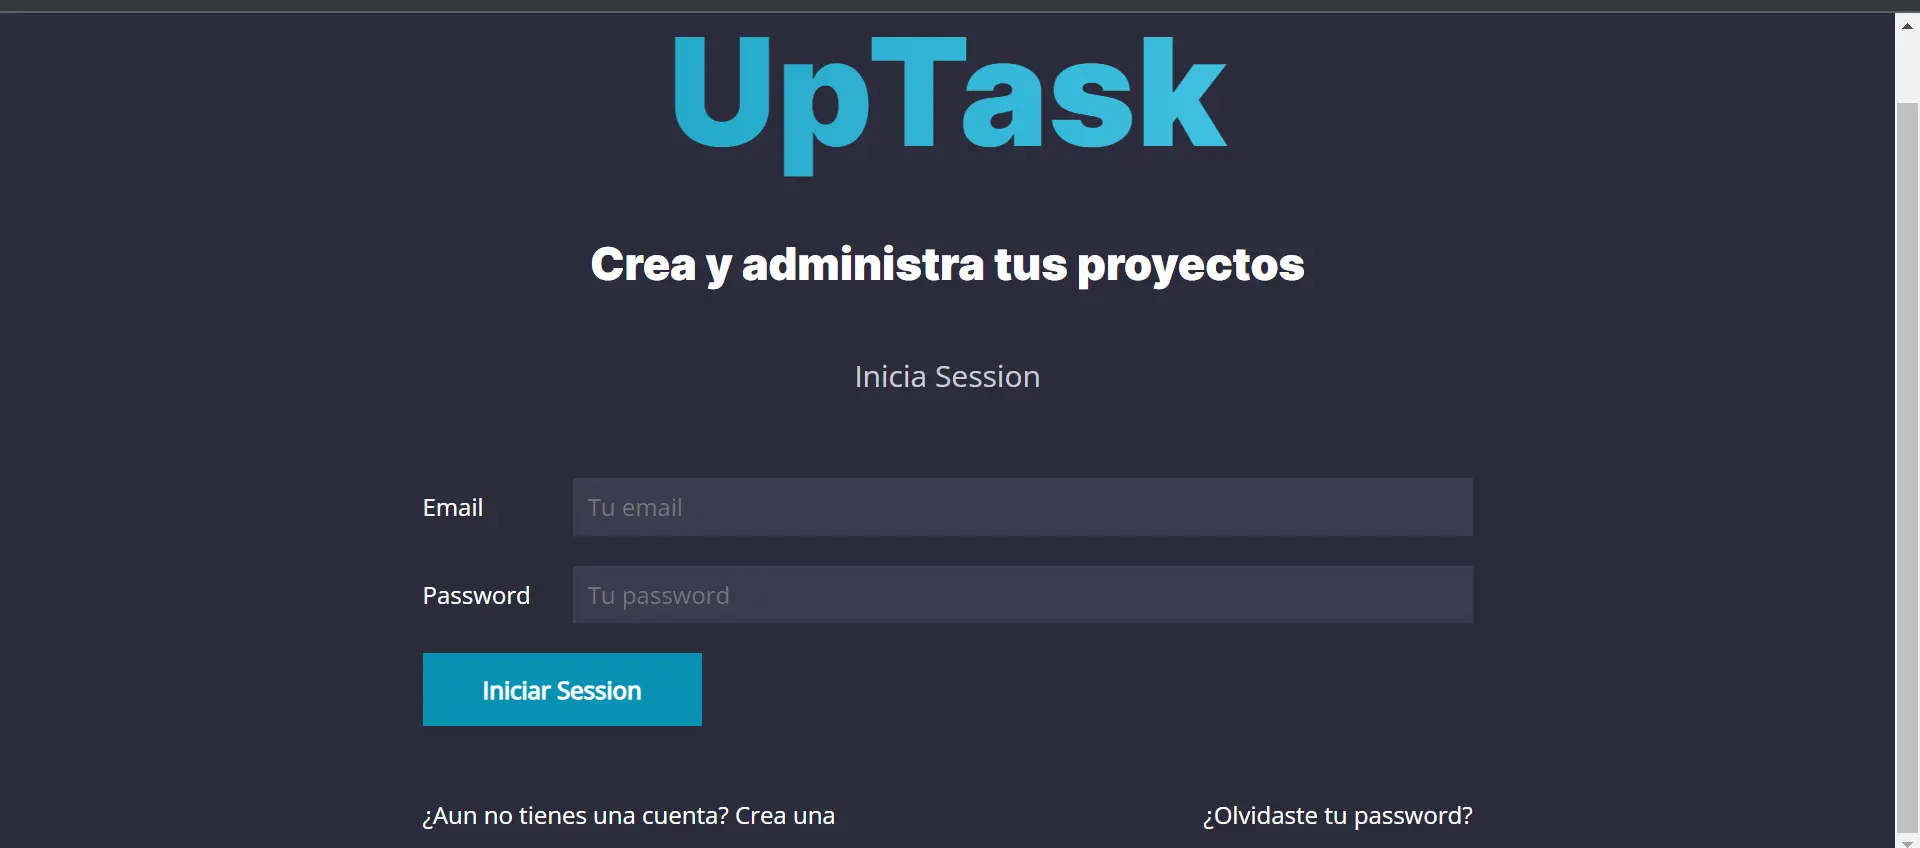 UpTask
Crea y administra tus proyectos
Inicia Session
Email Tu email
Password Tu password
Iniciar Session
¿Aun no tienes una cuenta? Crea una ¿Olvidaste tu password?